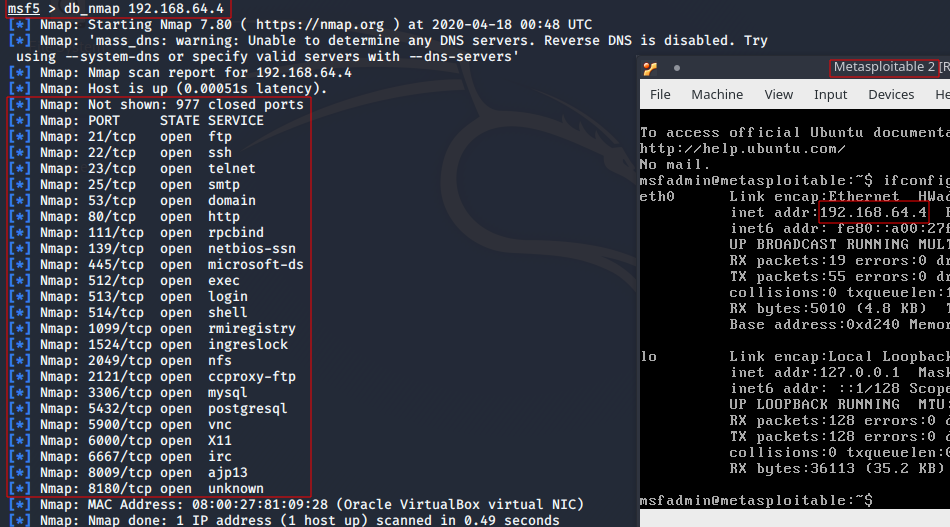 msf5 > db_nmap 192.168.64.4
[*] Nmap: Starting Nmap 7.80 ( https://nmap.org ) at 2020-04-18 00:48 UTC
[*] Nmap: 'mass_dns: warning: Unable to determine any DNS servers. Reverse DNS is disabled. Try
using --system-dns or specify valid servers with --dns-servers'
[*] Nmap: Nmap scan report for 192.168.64.4
[*] Nmap: Host is up (0.00051s latency).
[*] Nmap: Not shown: 977 closed ports
[*] Nmap: PORT STATE SERVICE
[*] Nmap: 21/tcp open ftp
[*] Nmap: 22/tcp open ssh
[*] Nmap: 23/tcp open telnet
[*] Nmap: 25/tcp open smtp
[*] Nmap: 53/tcp open domain
[*] Nmap: 80/tcp open http
[*] Nmap: 111/tcp open rpcbind
[*] Nmap: 139/tcp open netbios-ssn
[*] Nmap: 445/tcp open microsoft-ds
[*] Nmap: 512/tcp open exec
[*] Nmap: 513/tcp open login
[*] Nmap: 514/tcp open shell
[*] Nmap: 1099/tcp open rmiregistry
[*] Nmap: 1524/tcp open ingreslock
[*] Nmap: 2049/tcp open nfs
[*] Nmap: 2121/tcp open ccproxy-ftp
[*] Nmap: 3306/tcp open mysql
[*] Nmap: 5432/tcp open postgresql
[*] Nmap: 5900/tcp open vnc
[*] Nmap: 6000/tcp open X11
[*] Nmap: 6667/tcp open irc
[*] Nmap: 8009/tcp open ajp13
[*] Nmap: 8180/tcp open unknown
[*] Nmap: MAC Address: 08:00:27:81:09:28 (Oracle VirtualBox virtual NIC)
[*] Nmap: Nmap done: 1 IP address (1 host up) scanned in 0.49 seconds
Metasploitable 2 [R
File Machine View Input Devices He
To access official Ubuntu documenta
http://help.ubuntu.com/
No mail.
msfadmin@metasploitable:~$ ifconfig
eth0 Link encap:Ethernet HWad
inet addr:192.168.64.4
inet6 addr: fe80::a00:27f
UP BROADCAST RUNNING MULT
RX packets:19 errors:0 dr
TX packets:55 errors:0 dr
collisions:0 txqueuelen:1
RX bytes:5010 (4.8 KB) T
Base address:0xd240 Memor
lo Link encap:Local Loopback
inet addr:127.0.0.1 Mask
inet6 addr: ::1/128 Scope
UP LOOPBACK RUNNING MTU:
RX packets:128 errors:0 d
TX packets:128 errors:0 d
collisions:0 txqueuelen:0
RX bytes:36113 (35.2 KB)
msfadmin@metasploitable:~$